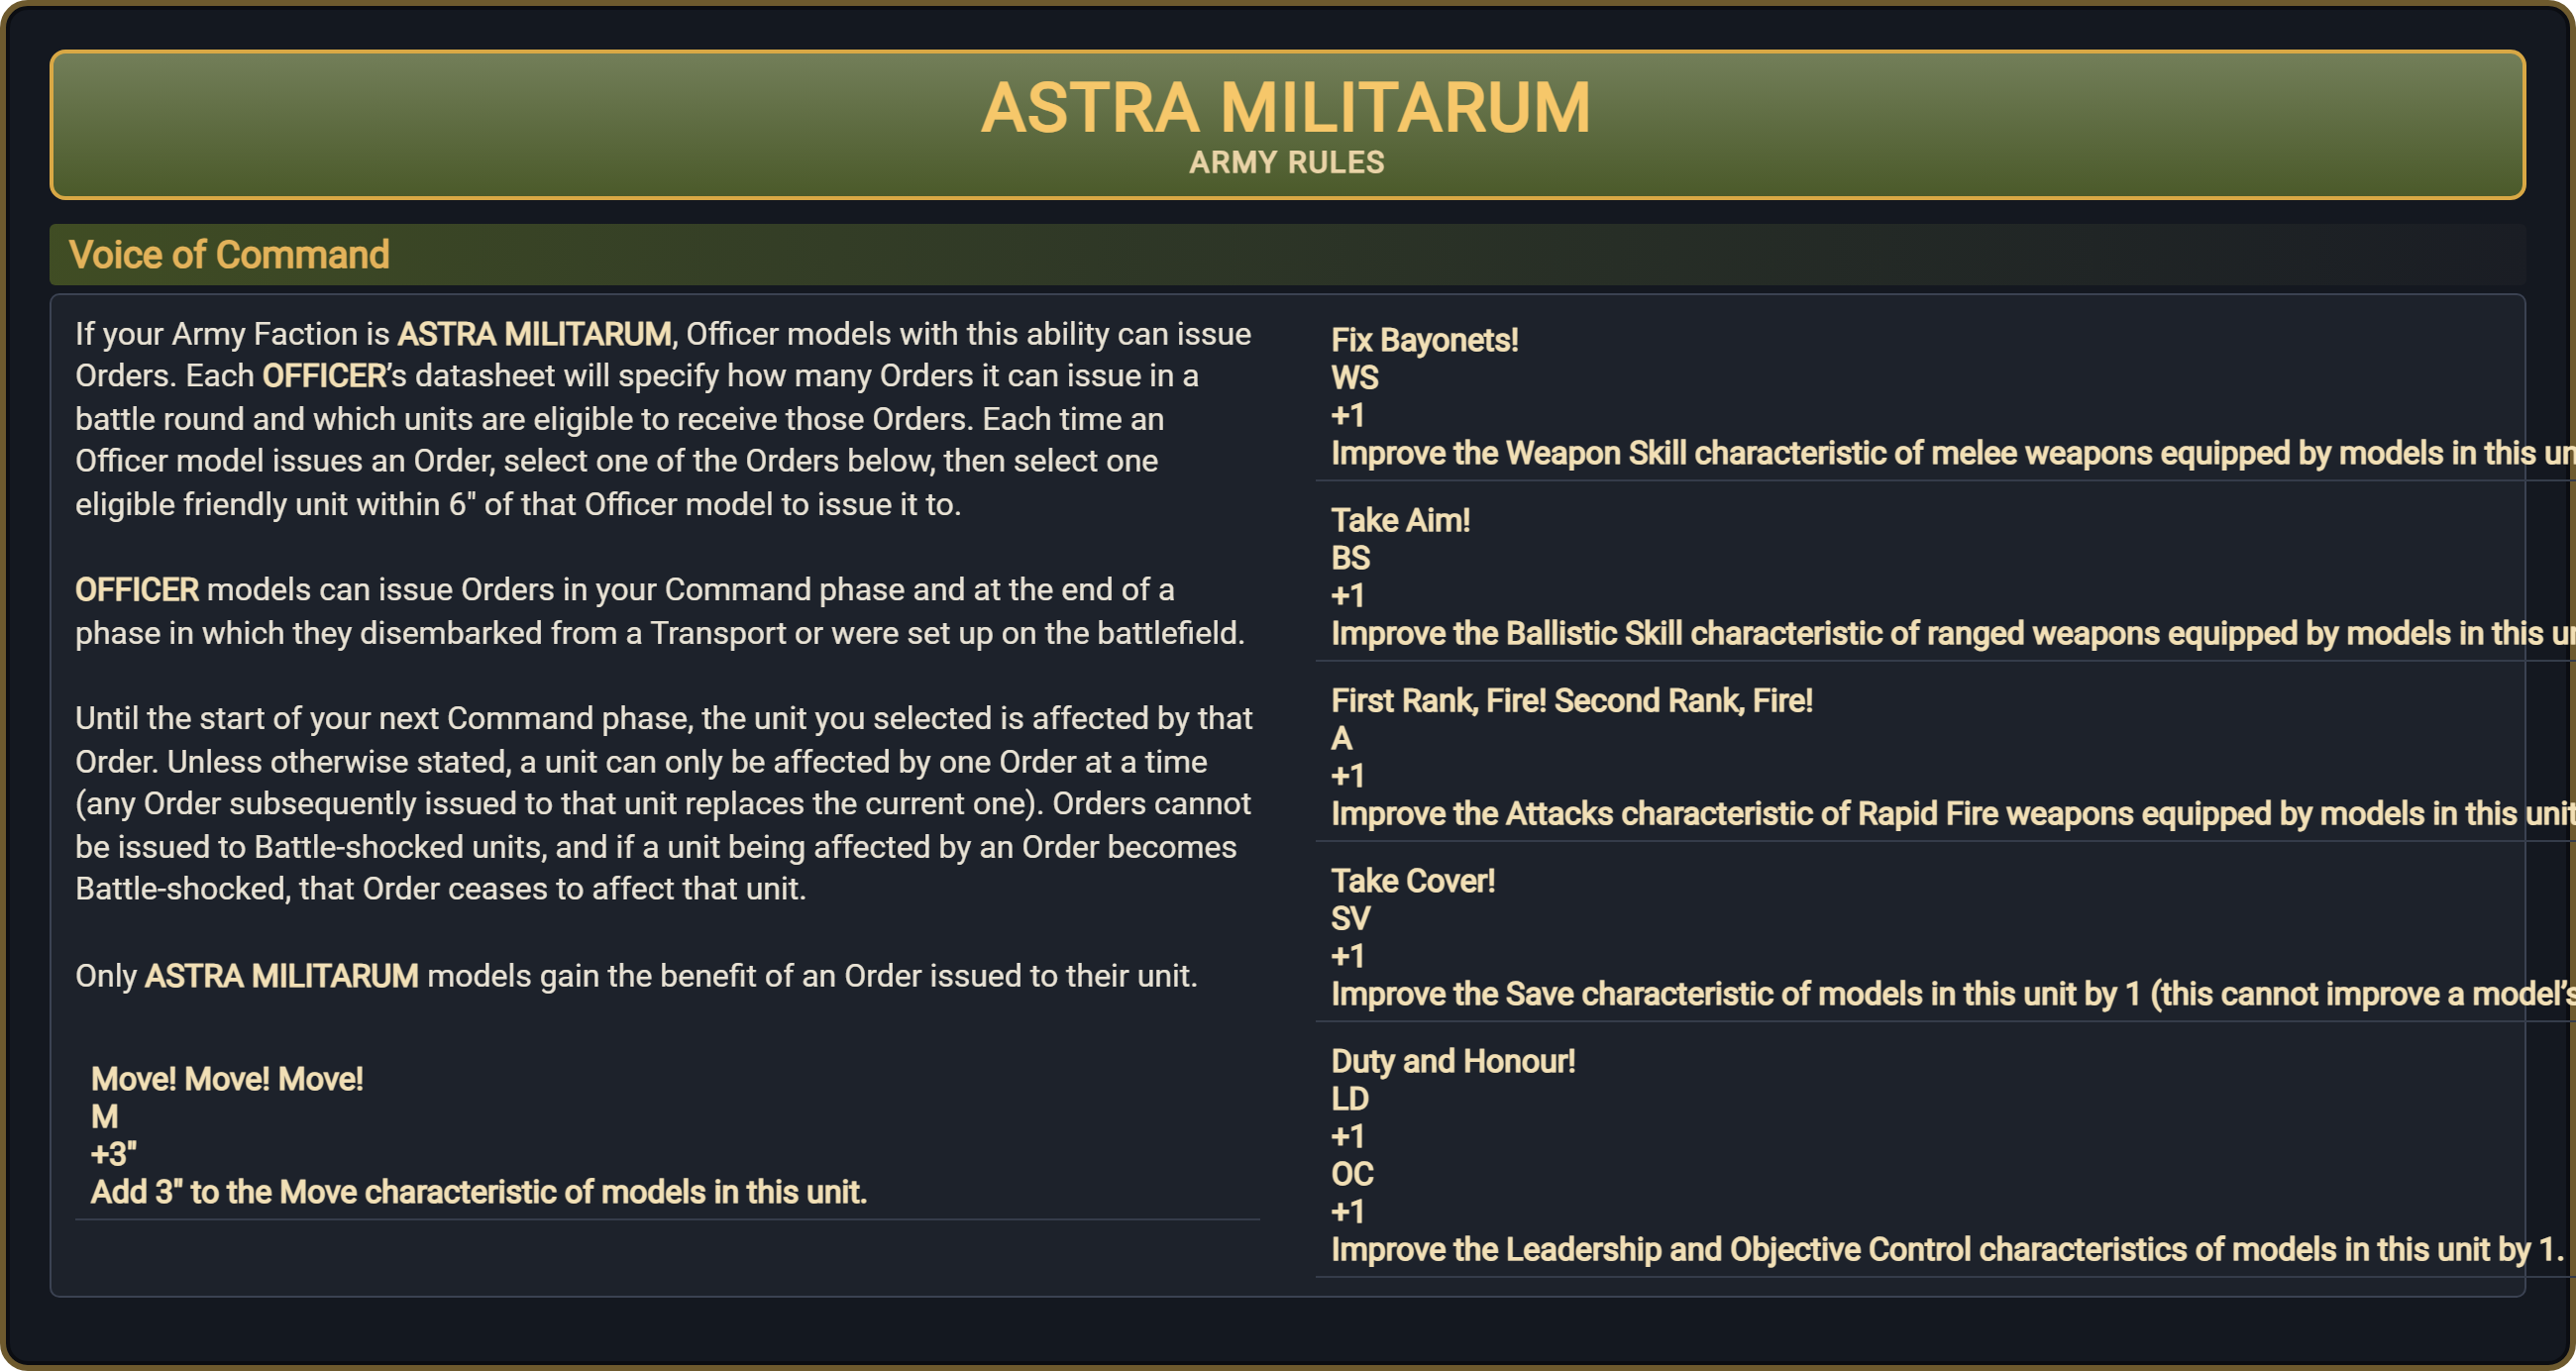 ASTRA MILITARUM
ARMY RULES
Voice of Command
If your Army Faction is ASTRA MILITARUM, Officer models with this ability can issue
Orders. Each OFFICER’s datasheet will specify how many Orders it can issue in a
battle round and which units are eligible to receive those Orders. Each time an
Officer model issues an Order, select one of the Orders below, then select one
eligible friendly unit within 6" of that Officer model to issue it to.
OFFICER models can issue Orders in your Command phase and at the end of a
phase in which they disembarked from a Transport or were set up on the battlefield.
Until the start of your next Command phase, the unit you selected is affected by that
Order. Unless otherwise stated, a unit can only be affected by one Order at a time
(any Order subsequently issued to that unit replaces the current one). Orders cannot
be issued to Battle-shocked units, and if a unit being affected by an Order becomes
Battle-shocked, that Order ceases to affect that unit.
Only ASTRA MILITARUM models gain the benefit of an Order issued to their unit.
Move! Move! Move!
M
+3"
Add 3" to the Move characteristic of models in this unit.
Fix Bayonets!
WS
+1
Improve the Weapon Skill characteristic of melee weapons equipped by models in this
Take Aim!
BS
+1
Improve the Ballistic Skill characteristic of ranged weapons equipped by models in this
First Rank, Fire! Second Rank, Fire!
A
+1
Improve the Attacks characteristic of Rapid Fire weapons equipped by models in this unit
Take Cover!
SV
+1
Improve the Save characteristic of models in this unit by 1 (this cannot improve a model’s
Duty and Honour!
LD
+1
OC
+1
Improve the Leadership and Objective Control characteristics of models in this unit by 1.